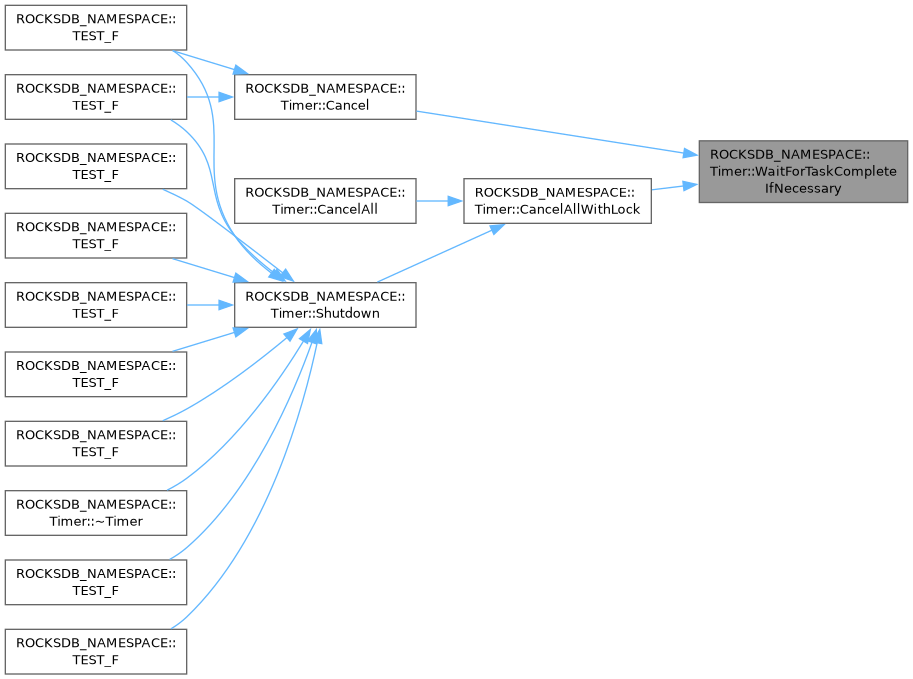 ROCKSDB_NAMESPACE::
TEST_F
ROCKSDB_NAMESPACE::
TEST_F
ROCKSDB_NAMESPACE::
TEST_F
ROCKSDB_NAMESPACE::
TEST_F
ROCKSDB_NAMESPACE::
TEST_F
ROCKSDB_NAMESPACE::
TEST_F
ROCKSDB_NAMESPACE::
TEST_F
ROCKSDB_NAMESPACE::
Timer::~Timer
ROCKSDB_NAMESPACE::
TEST_F
ROCKSDB_NAMESPACE::
TEST_F
ROCKSDB_NAMESPACE::
Timer::Cancel
ROCKSDB_NAMESPACE::
Timer::CancelAll
ROCKSDB_NAMESPACE::
Timer::Shutdown
ROCKSDB_NAMESPACE::
Timer::CancelAllWithLock
ROCKSDB_NAMESPACE::
Timer::WaitForTaskComplete
IfNecessary